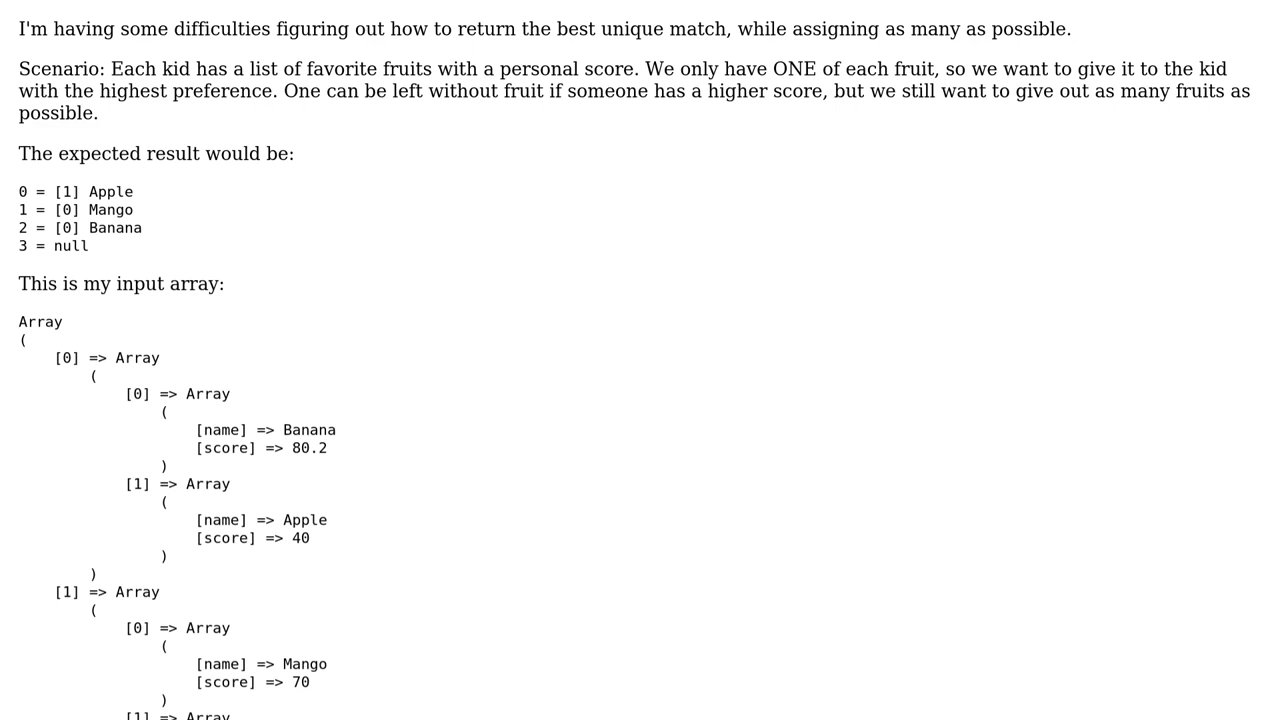 I'm having some difficulties figuring out how to return the best unique match, while assigning as many as possible.
Scenario: Each kid has a list of favorite fruits with a personal score. We only have ONE of each fruit, so we want to give it to the kid
with the highest preference. One can be left without fruit if someone has a higher score, but we still want to give out as many fruits as
possible.
The expected result would be:
0 = [1] Apple
1 = [0] Mango
2 = [0] Banana
3 = null
This is my input array:
Array
(
[0] => Array
(
[0] => Array
(
[name] => Banana
[score] => 80.2
)
[1] => Array
(
[name] => Apple
[score] => 40
)
)
[1] => Array
(
[0] => Array
(
[name] => Mango
[score] => 70
)
[1] => Array